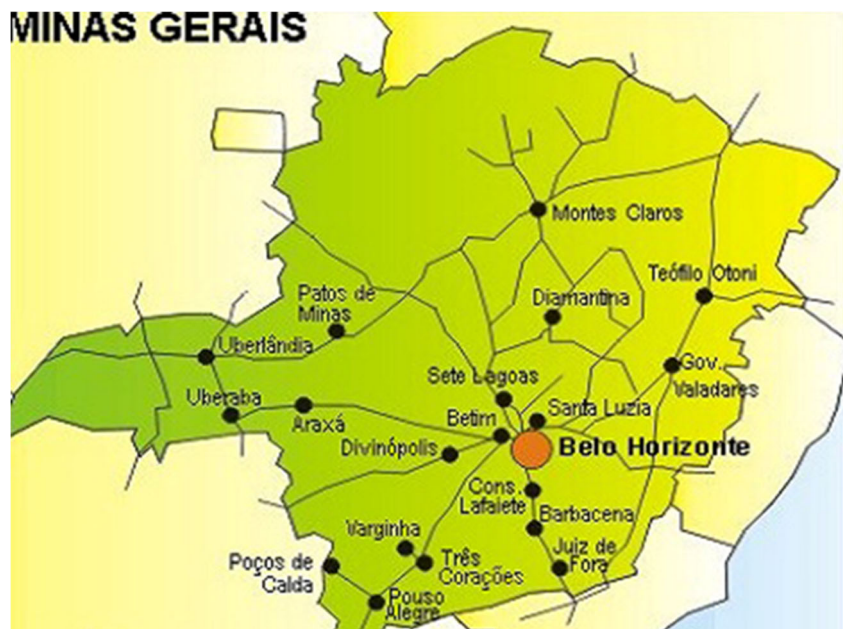 MINAS GERAIS
Montes Claros
Teófilo Otoni
Patos de
Minas
Diamantina
Uberlândia
Gov.
Valadares
Sete Lagoas
Uberaba
Araxá
Santa Luzia
Betim
Divinópolis
Belo Horizonte
Cons.
Lafaiete
Barbacena
Varginha
Juiz de
Fora
Poços de
Calda
Três
Corações
Pouso
Alegre